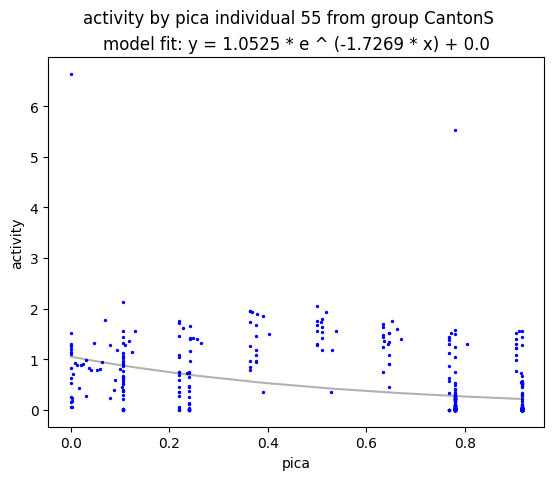 activity by pica individual 55 from group CantonS
model fit: y = 1.0525 * e ^ (-1.7269 * x) + 0.0
6
5
4
3
2
1
0
activity
0.0 0.2 0.4 0.6 0.8
pica